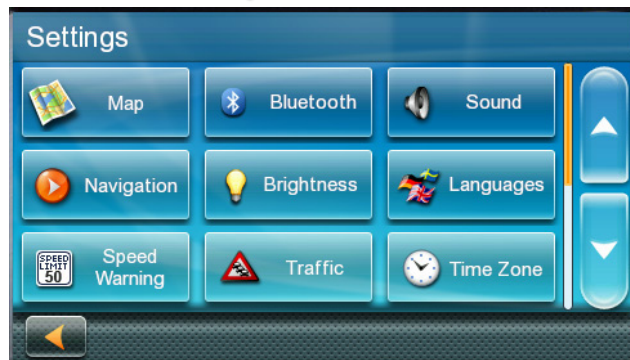 Settings
Map
Bluetooth
Sound
Navigation
Brightness
Languages
SPEED
LIMIT
50
Speed
Warning
Traffic
Time Zone